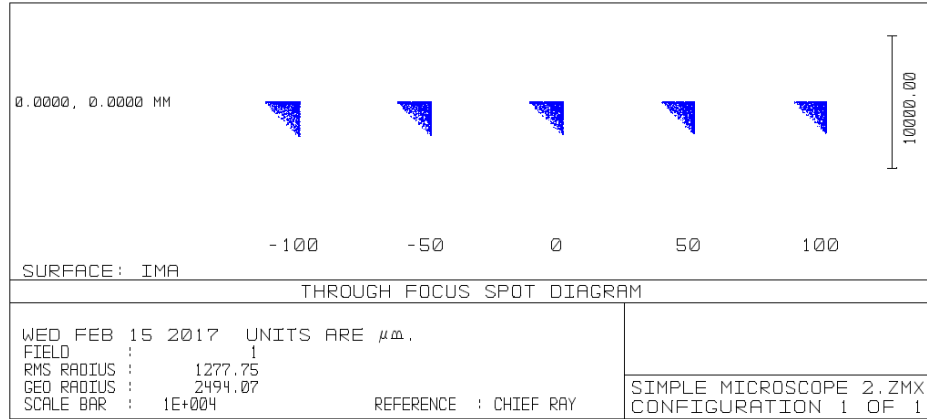 0.0000, 0.0000 MM
10000.00
-100 -50 0 50 100
SURFACE: IMA
THROUGH FOCUS SPOT DIAGRAM
WED FEB 15 2017 UNITS ARE µm.
FIELD : 1
RMS RADIUS : 1277.75
GEO RADIUS : 2494.07
SCALE BAR : 1E+004 REFERENCE : CHIEF RAY
SIMPLE MICROSCOPE 2.ZMX
CONFIGURATION 1 OF 1